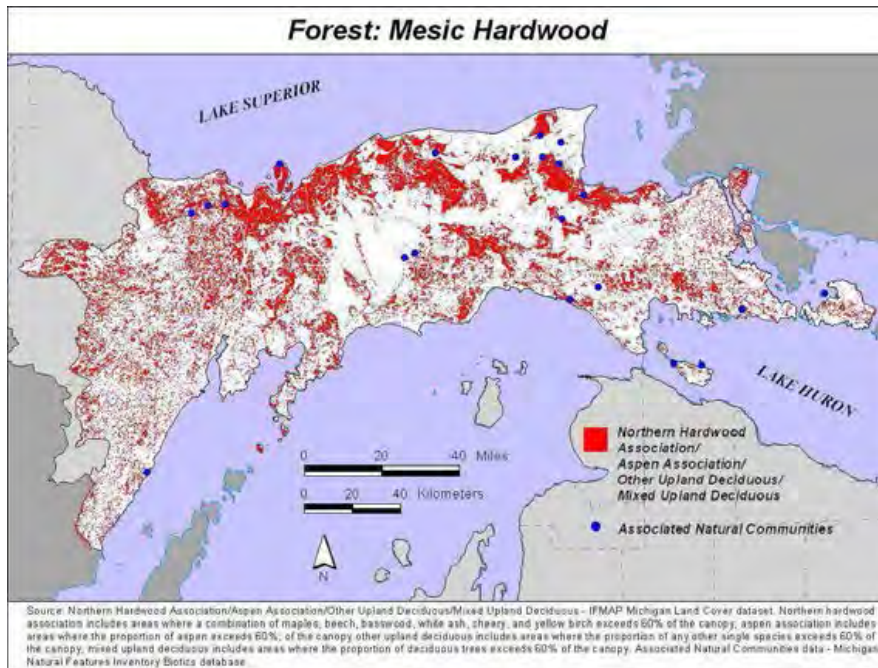 Forest: Mesic Hardwood
LAKE SUPERIOR
LAKE HURON
Northern Hardwood
Association/
Aspen Association/
Other Upland Deciduous/
Mixed Upland Deciduous
Associated Natural Communities
0 20 40 Miles
0 20 40 Kilometers
N
Source: Northern Hardwood Association/Aspen Association/Other Upland Deciduous/Mixed Upland Deciduous - IFMAP Michigan Land Cover dataset. Northern hardwood
association includes areas where a combination of maples, beech, basswood, white ash, cherry, and yellow birch exceeds 60% of the canopy; aspen association includes
areas where the proportion of aspen exceeds 60%; of the canopy other upland deciduous includes areas where the proportion of any other single species exceeds 60% of
the canopy; mixed upland deciduous includes areas where the proportion of deciduous trees exceeds 60% of the canopy. Associated Natural Communities data - Michigan
Natural Features Inventory Biotics database.